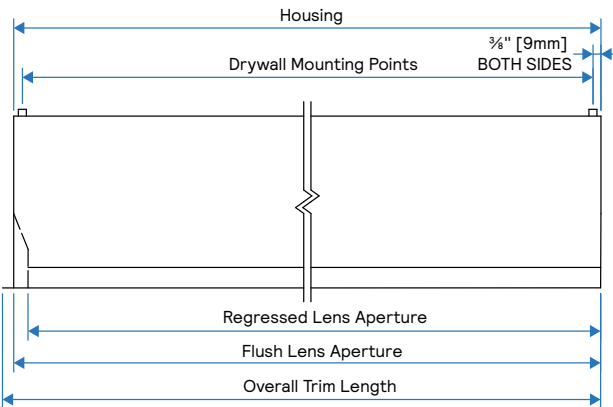 Housing
⅜" [9mm]
BOTH SIDES
Drywall Mounting Points
Regressed Lens Aperture
Flush Lens Aperture
Overall Trim Length